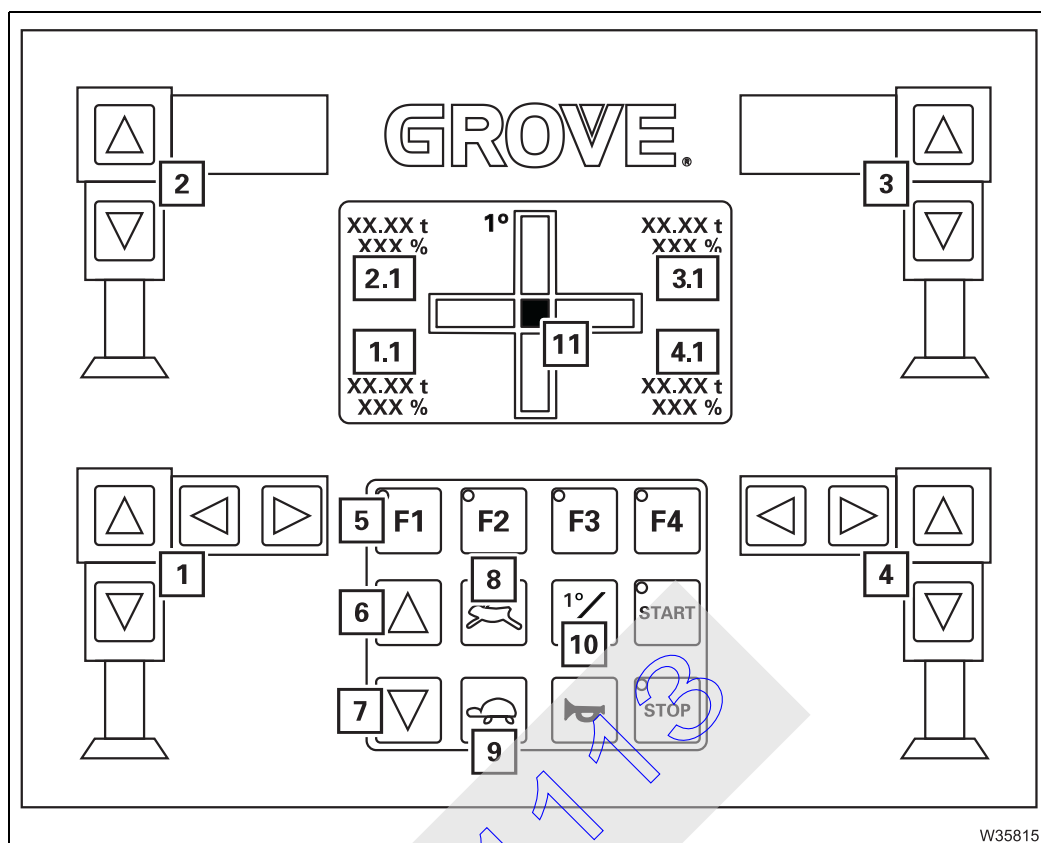 GROVE®
2
3
XX.XX t
XXX %
2.1
1°
XX.XX t
XXX %
3.1
11
1.1
XX.XX t
XXX %
4.1
XX.XX t
XXX %
1
4
5
F1
F2
F3
F4
6
8
1°
10
START
7
9
STOP
113
W35815